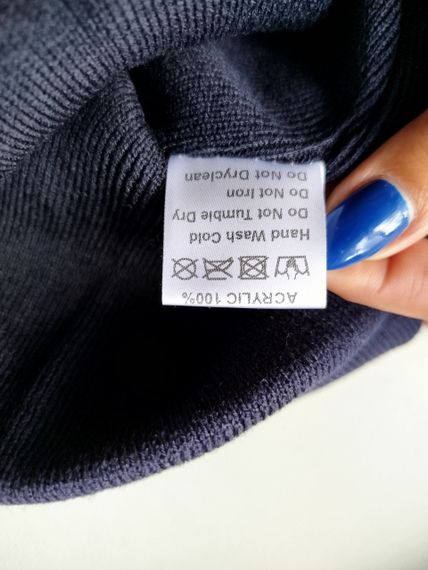 ACRYLIC 100%
Hand Wash Cold
Do Not Tumble Dry
Do Not Iron
Do Not Dryclean